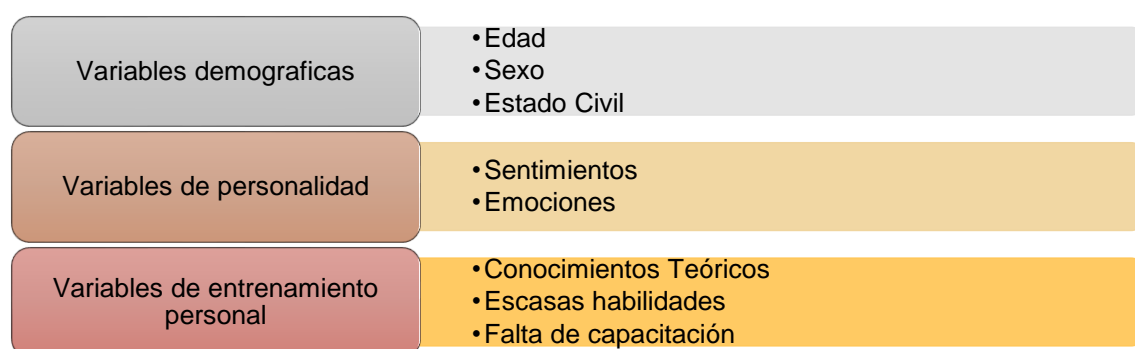 Variables demograficas
•Edad
•Sexo
•Estado Civil
Variables de personalidad
•Sentimientos
•Emociones
Variables de entrenamiento
personal
•Conocimientos Teóricos
•Escasas habilidades
•Falta de capacitación